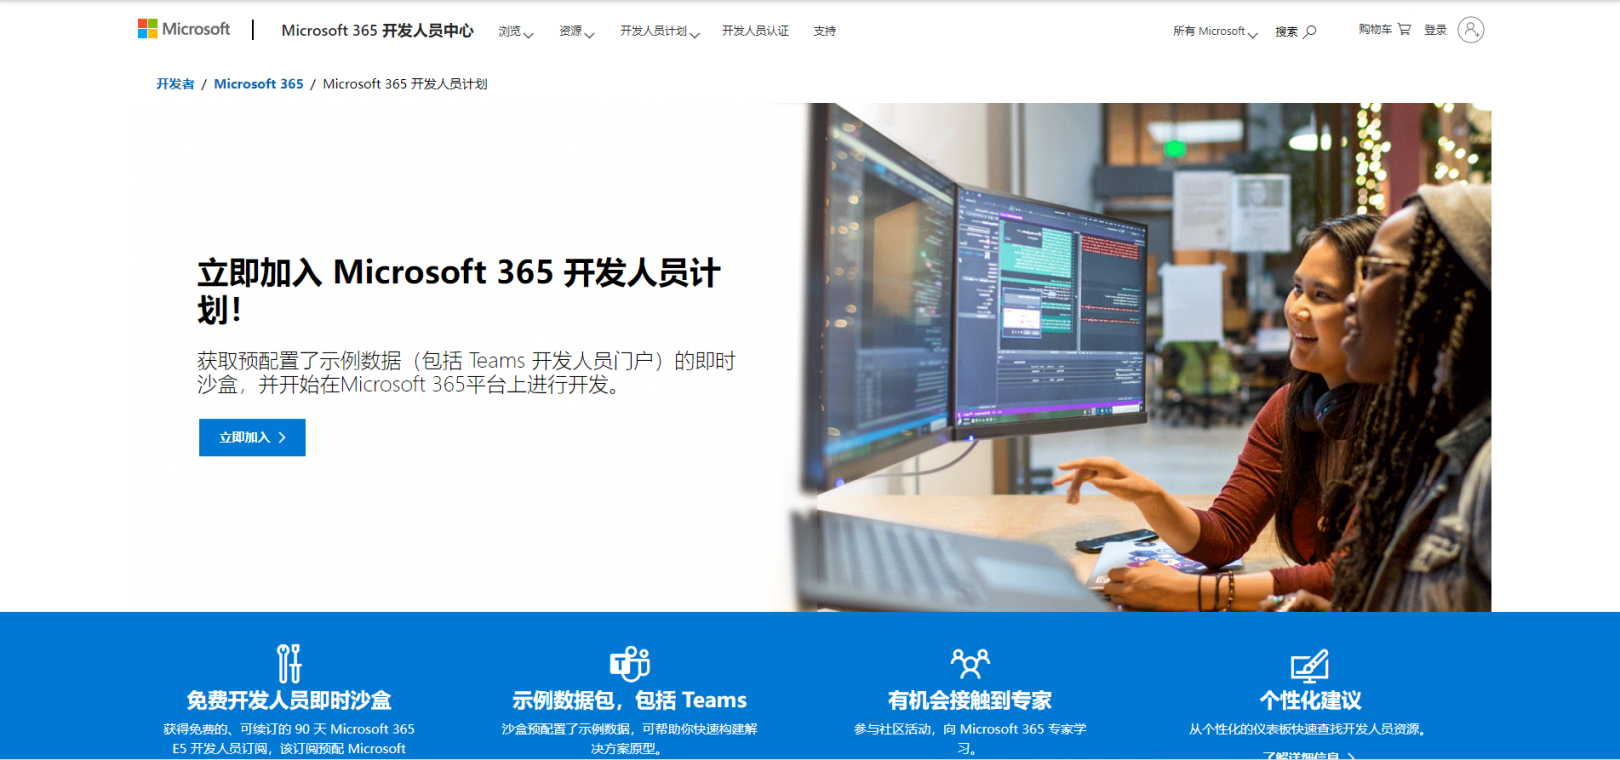 Microsoft
Microsoft 365 开发人员中心
浏览
资源
开发人员计划
开发人员认证
支持
所有 Microsoft
搜索
购物车
登录
开发者 / Microsoft 365 / Microsoft 365 开发人员计划
立即加入 Microsoft 365 开发人员计
划！
获取预配置了示例数据（包括 Teams 开发人员门户）的即时
沙盒，并开始在Microsoft 365平台上进行开发。
立即加入
免费开发人员即时沙盒
获得免费的、可续订的 90 天 Microsoft 365
E5 开发人员订阅，该订阅预配 Microsoft
示例数据包，包括 Teams
沙盒预配置了示例数据，可帮助你快速构建解
决方案原型。
有机会接触到专家
参与社区活动，向 Microsoft 365 专家学
习。
个性化建议
从个性化的仪表板快速查找开发人员资源。
了解详细信息